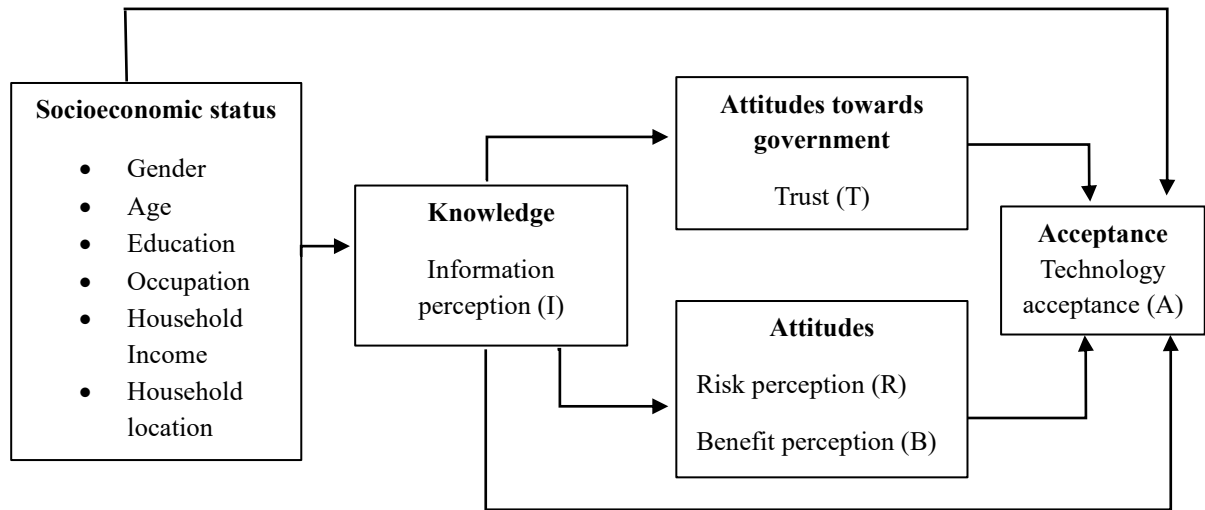 Socioeconomic status
• Gender
• Age
• Education
• Occupation
• Household
Income
• Household
location
Knowledge
Information
perception (I)
Attitudes towards
government
Trust (T)
Attitudes
Risk perception (R)
Benefit perception (B)
Acceptance
Technology
acceptance (A)